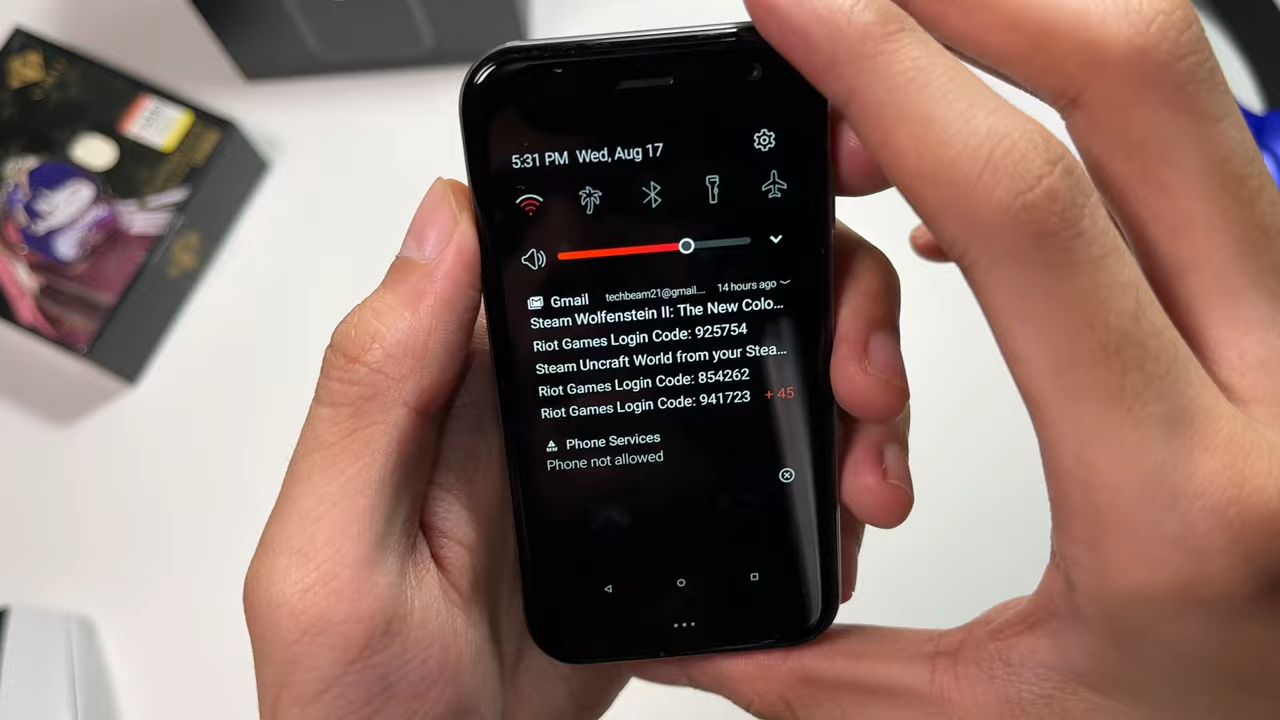 5:31 PM Wed, Aug 17
Gmail techbeam21@gmail.... 14 hours ago
Steam Wolfenstein II: The New Colo...
Riot Games Login Code: 925754
Steam Uncraft World from your Stea...
Riot Games Login Code: 854262
Riot Games Login Code: 941723 + 45
Phone Services
Phone not allowed